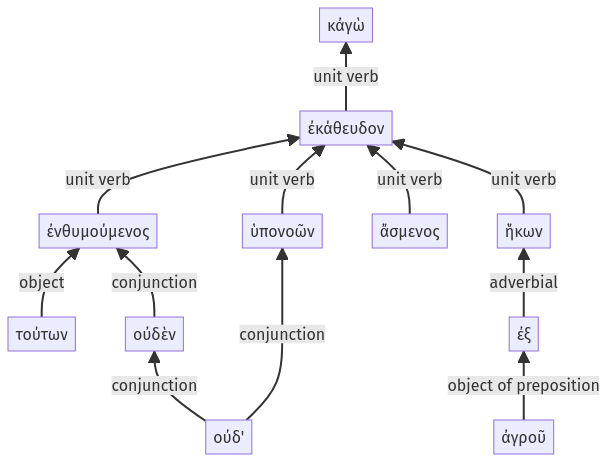 κἀγὼ
unit verb
ἐκάθευδον
unit verb unit verb unit verb unit verb
ἐνθυμούμενος ὑπονοῶν ἄσμενος ἥκων
object conjunction adverbial
τούτων οὐδὲν conjunction ἐξ
conjunction object of preposition
οὐδ' ἀγροῦ